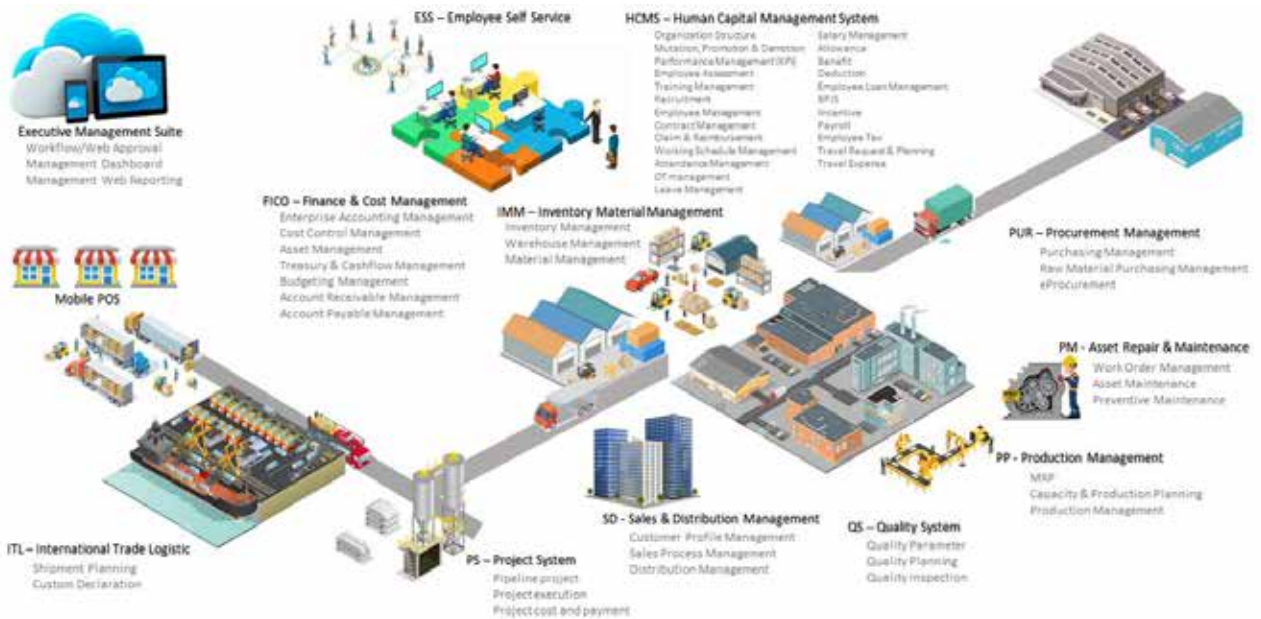 Executive Management Suite
Workflow/Web Approval
Management Dashboard
Management Web Reporting
ESS – Employee Self Service
HCMS – Human Capital Management System
Organization Structure
Mutation, Promotion & Demotion
Performance Management (KPI)
Employee Assessment
Training Management
Recruitment
Employee Management
Contract Management
Claim & Reimbursement
Working Schedule Management
Attendance Management
OT management
Leave Management
Salary Management
Allowance
Benefit
Deduction
Employee Loan Management
BPJS
Incentive
Payroll
Employee Tax
Travel Request & Planning
Travel Expense
FICO – Finance & Cost Management
Enterprise Accounting Management
Cost Control Management
Asset Management
Treasury & Cashflow Management
Budgeting Management
Account Receivable Management
Account Payable Management
IMM – Inventory Material Management
Inventory Management
Warehouse Management
Material Management
PUR – Procurement Management
Purchasing Management
Raw Material Purchasing Management
eProcurement
Mobile POS
PM - Asset Repair & Maintenance
Work Order Management
Asset Maintenance
Preventive Maintenance
PP - Production Management
MRP
Capacity & Production Planning
Production Management
SD - Sales & Distribution Management
Customer Profile Management
Sales Process Management
Distribution Management
QS – Quality System
Quality Parameter
Quality Planning
Quality Inspection
ITL – International Trade Logistic
Shipment Planning
Custom Declaration
PS – Project System
Pipeline project
Project execution
Project cost and payment